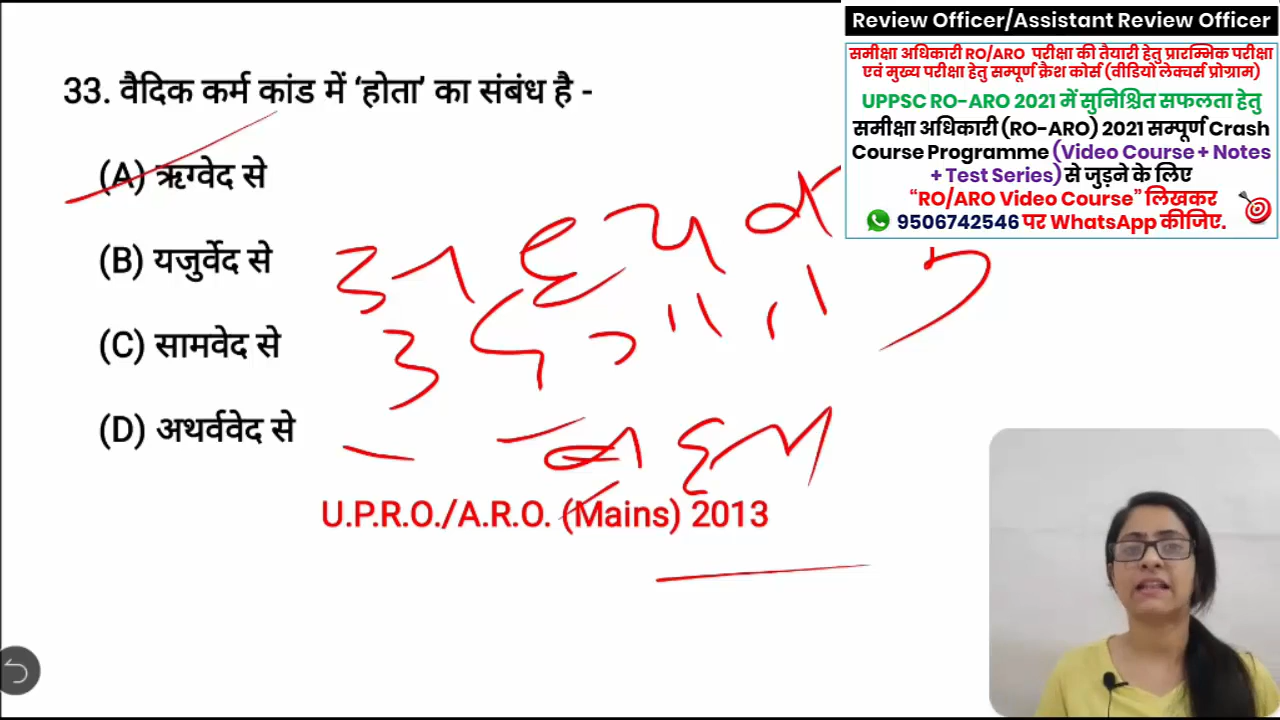 Review Officer/Assistant Review Officer
समीक्षा अधिकारी RO/ARO परीक्षा की तैयारी हेतु प्रारम्भिक परीक्षा
एवं मुख्य परीक्षा हेतु सम्पूर्ण क्रैश कोर्स (वीडियो लेक्चर्स प्रोग्राम)
UPPSC RO-ARO 2021 में सुनिश्चित सफलता हेतु
समीक्षा अधिकारी (RO-ARO) 2021 सम्पूर्ण Crash
Course Programme (Video Course + Notes
+ Test Series) से जुड़ने के लिए
“RO/ARO Video Course” लिखकर
9506742546 पर WhatsApp कीजिए.
33. वैदिक कर्म कांड में ‘होता’ का संबंध है -
(A) ऋग्वेद से
(B) यजुर्वेद से
(C) सामवेद से
(D) अथर्ववेद से
U.P.R.O./A.R.O. (Mains) 2013